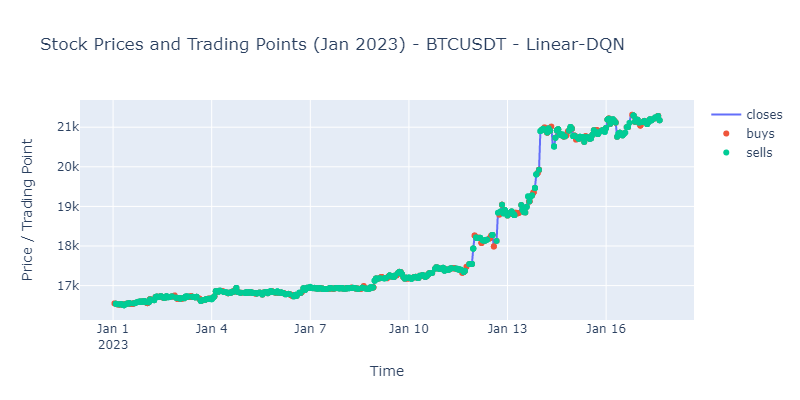 Stock Prices and Trading Points (Jan 2023) - BTCUSDT - Linear-DQN
closes
buys
sells
Price / Trading Point
21k
20k
19k
18k
17k
Jan 1
2023
Jan 4
Jan 7
Jan 10
Jan 13
Jan 16
Time